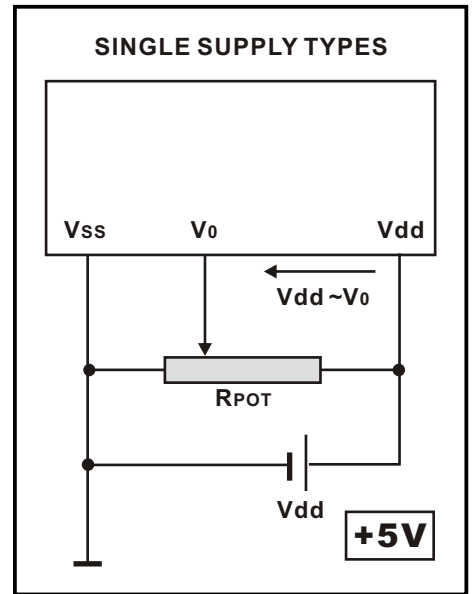 SINGLE SUPPLY TYPES
Vss V0 Vdd
Vdd ~V0
RPOT
Vdd
+5V